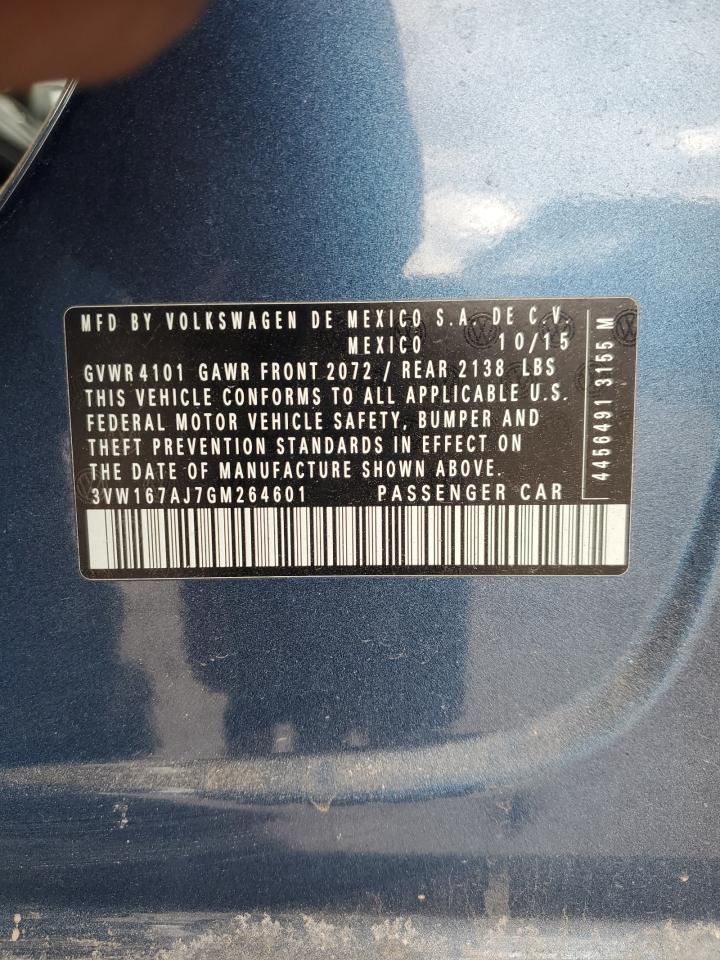 MFD BY VOLKSWAGEN DE MEXICO S.A. DE C.V.
MEXICO 10/15
GVWR 4101 GAWR FRONT 2072 / REAR 2138 LBS
THIS VEHICLE CONFORMS TO ALL APPLICABLE U.S.
FEDERAL MOTOR VEHICLE SAFETY, BUMPER AND
THEFT PREVENTION STANDARDS IN EFFECT ON
THE DATE OF MANUFACTURE SHOWN ABOVE.
3VW167AJ7GM264601 PASSENGER CAR
4456491 3155 M